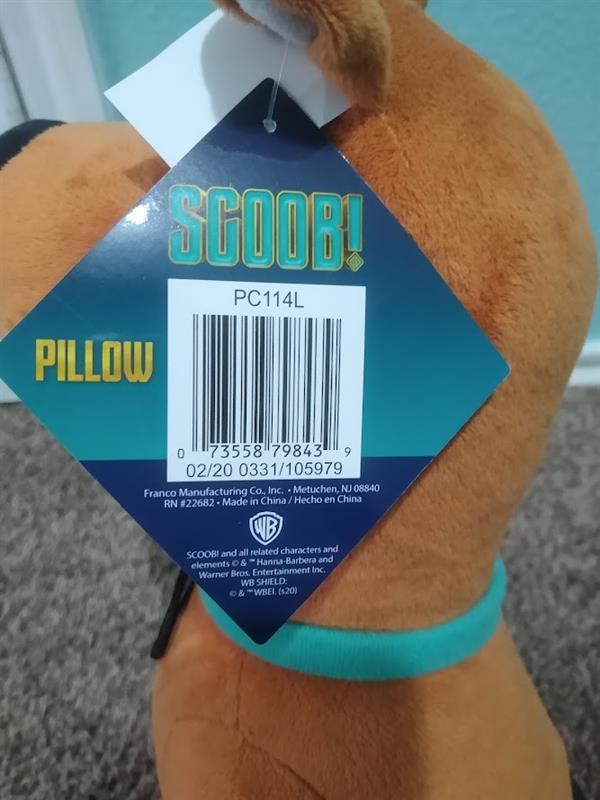 SCOOB!
PC114L
PILLOW
0 73558 79843 9
02/20 0331/105979
Franco Manufacturing Co., Inc. • Metuchen, NJ 08840
RN #22682 • Made in China / Hecho en China
WB
SCOOB! and all related characters and
elements © & ™ Hanna-Barbera and
Warner Bros. Entertainment Inc.
WB SHIELD:
© & ™ WBEI. (s20)